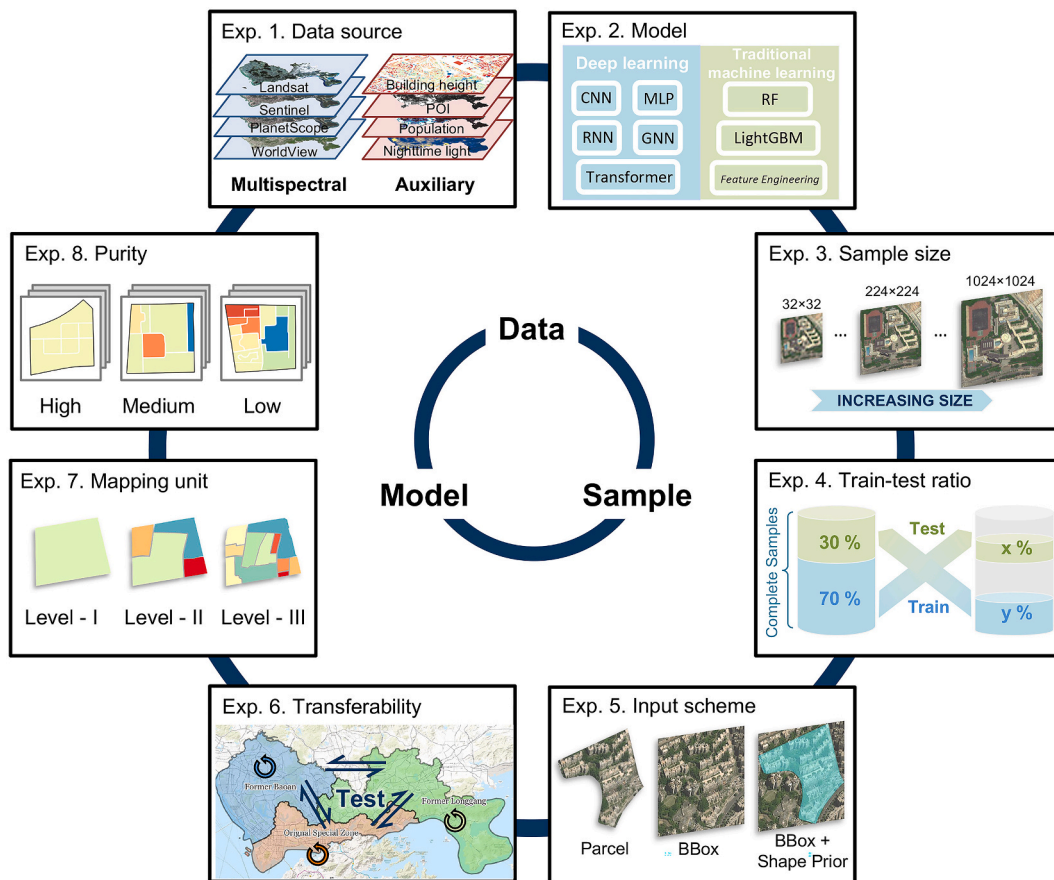 Exp. 1. Data source
Landsat
Sentinel
PlanetScope
WorldView
Multispectral
Building height
POI
Population
Nighttime light
Auxiliary
Exp. 2. Model
Deep learning
CNN
MLP
RNN
GNN
Transformer
Traditional
machine learning
RF
LightGBM
Feature Engineering
Exp. 3. Sample size
32×32
224×224
1024×1024
... ...
INCREASING SIZE
Exp. 4. Train-test ratio
Complete Samples
30 %
70 %
Test
Train
x %
y %
Exp. 5. Input scheme
Parcel
BBox
BBox +
Shape Prior
Exp. 6. Transferability
Former Baoan
Test
Former Longgang
Orignal Special Zone
Exp. 7. Mapping unit
Level - I
Level - II
Level - III
Exp. 8. Purity
High
Medium
Low
Data
Model
Sample